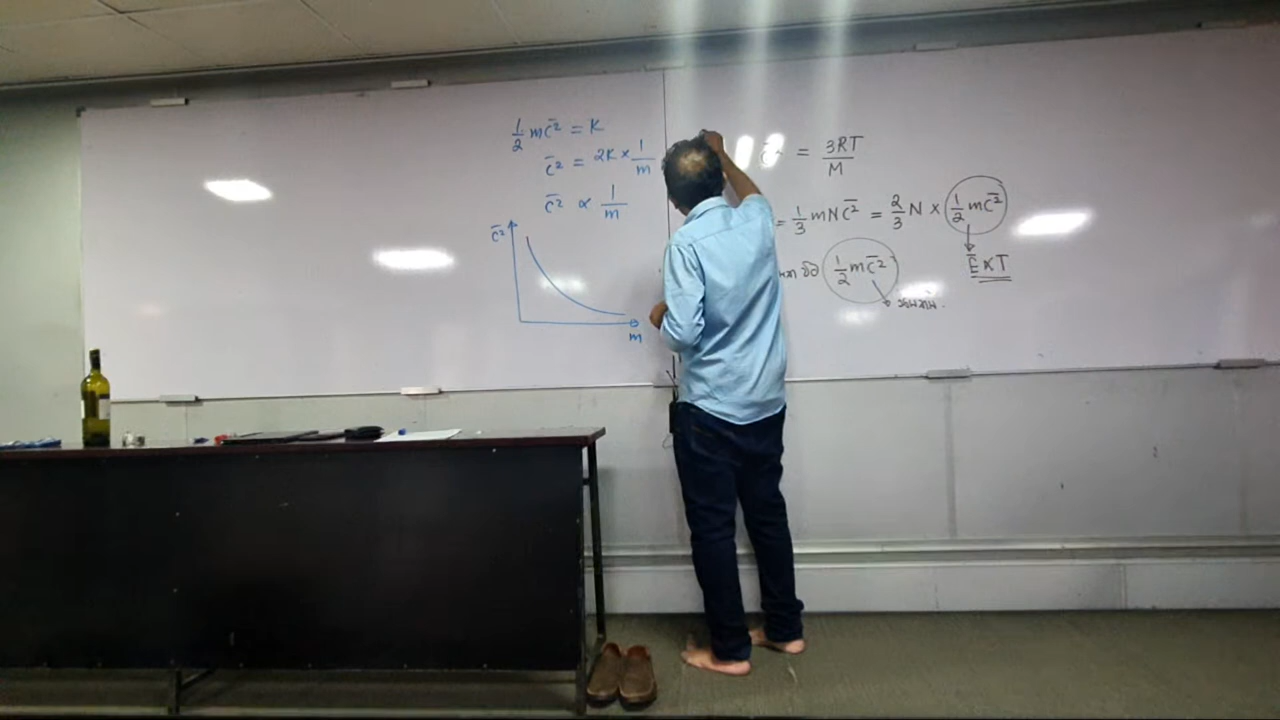 ½ mc̄² = K
c̄² = 2K × 1/m
c̄² ∝ 1/m
c̄²
m
= 3RT/M
= 1/3 mNc̄² = 2/3 N × ½ mc̄²
Ē ∝ T
½ mc̄²